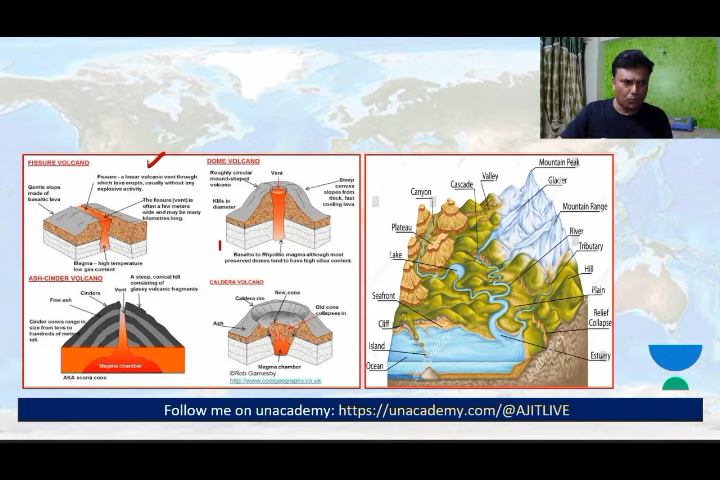 FISSURE VOLCANO
Fissure - a linear volcanic vent through
which lava erupts, usually without any
explosive activity.
Gentle slope
made of
basaltic lava
The fissure (vent) is
often a few meters
wide and may be many
kilometres long.
Magma – high temperature
low gas content
DOME VOLCANO
Roughly circular
mound-shaped
volcano
Vent
Steep
convex
slopes from
thick, fast
cooling lava
KMs in
diameter
Basaltic to Rhyolitic magma although most
preserved domes tend to have high silica content.
ASH-CINDER VOLCANO
A steep, conical hill
consisting of
glassy volcanic fragments
Vent
Cinders
Fine ash
Cinder cones range in
size from tens to
hundreds of meters
tall.
Magma chamber
AKA scoria cone
CALDERA VOLCANO
New cone
Caldera rim
Old cone
collapses in
Ash
Magma chamber
©Rob Gamesby
http://www.coolgeography.co.uk
Mountain Peak
Valley
Glacier
Cascade
Canyon
Mountain Range
Plateau
River
Tributary
Lake
Hill
Plain
Seafront
Relief
Collapse
Cliff
Island
Estuary
Ocean
Follow me on unacademy: https://unacademy.com/@AJITLIVE